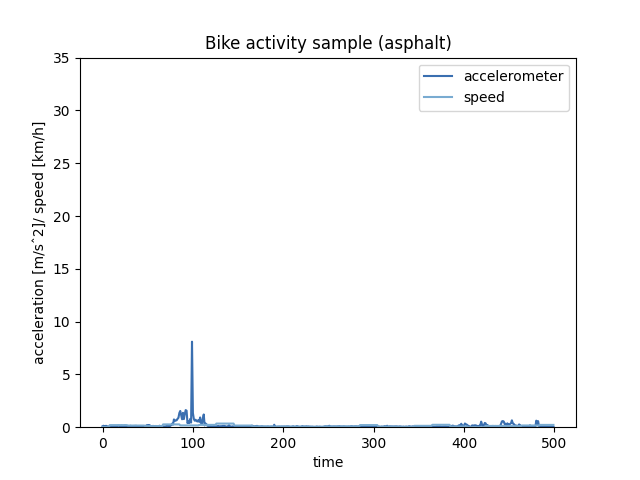 Bike activity sample (asphalt)
accelerometer
speed
acceleration [m/sˆ2]/ speed [km/h]
35
30
25
20
15
10
5
0
0 100 200 300 400 500
time